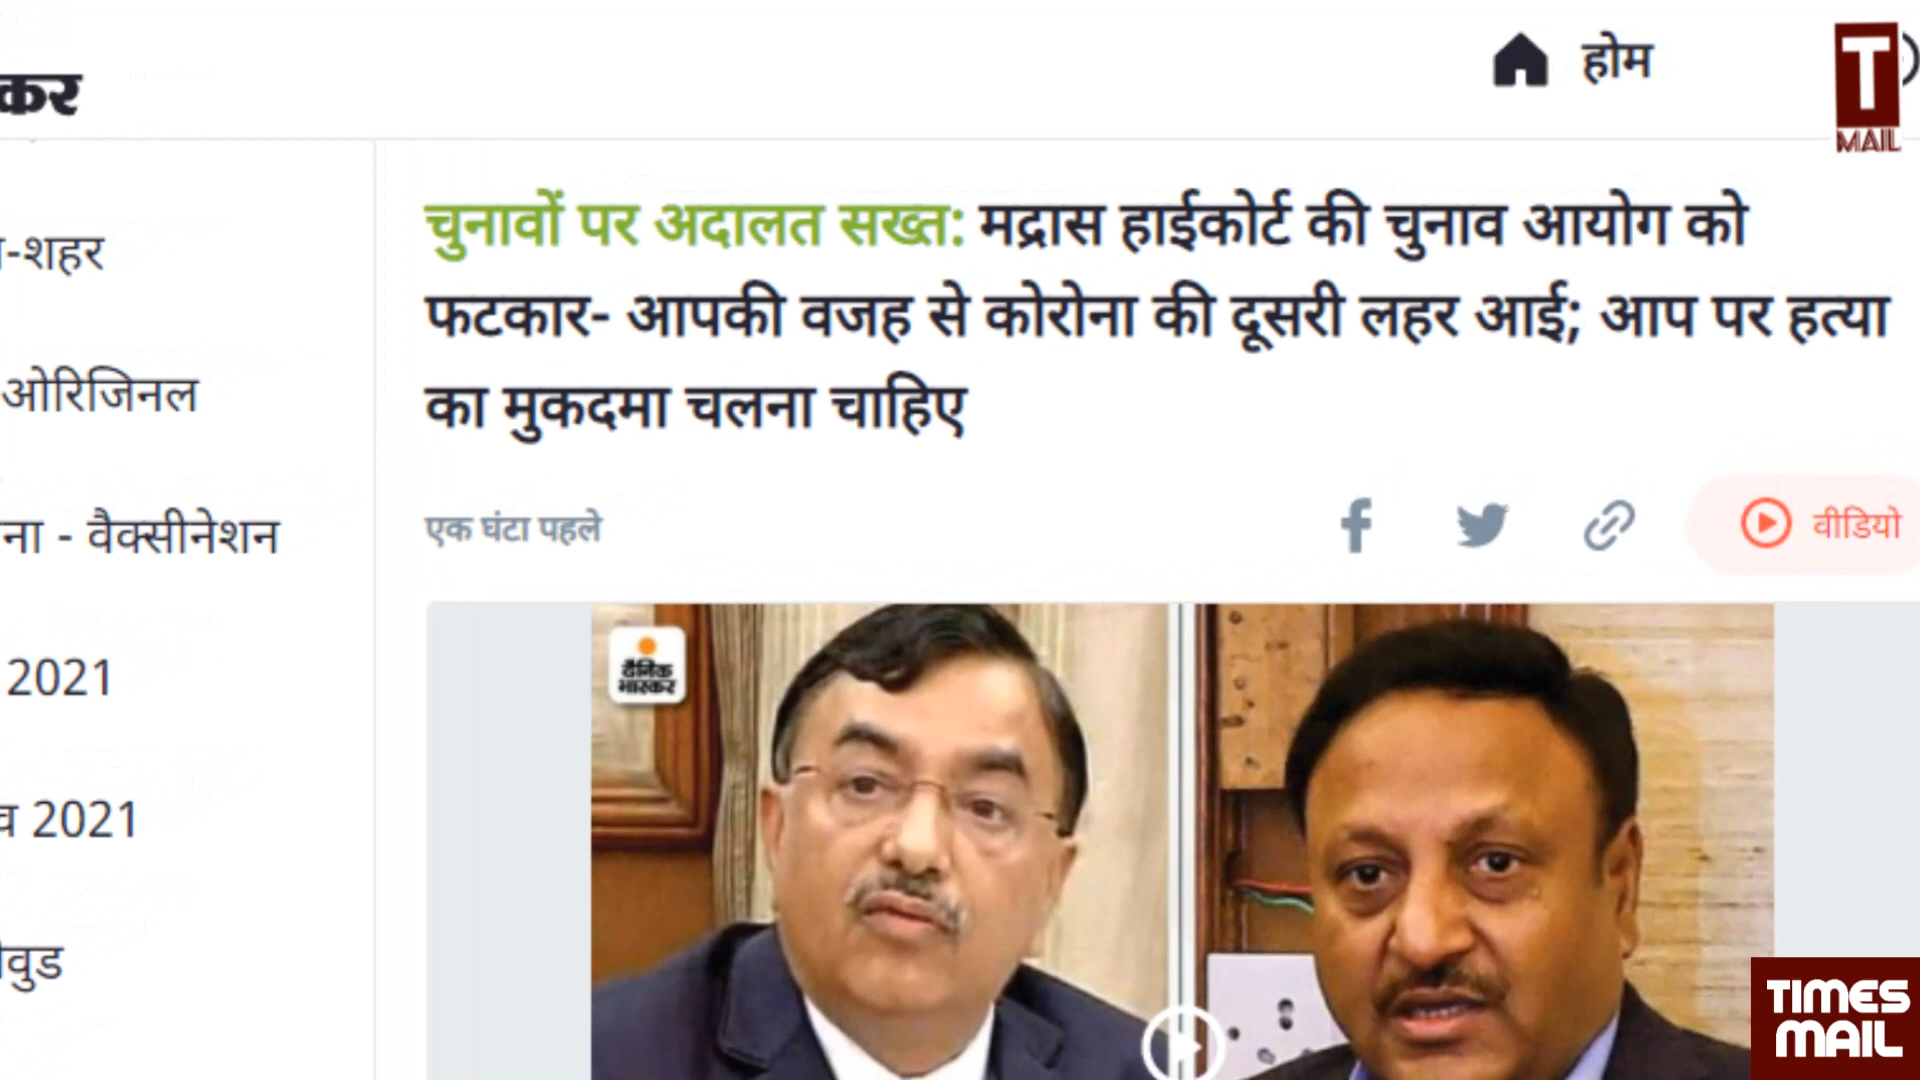 होम
T
MAIL
कर
चुनावों पर अदालत सख्त: मद्रास हाईकोर्ट की चुनाव आयोग को
फटकार- आपकी वजह से कोरोना की दूसरी लहर आई; आप पर हत्या
का मुकदमा चलना चाहिए
-शहर
ओरिजिनल
ना - वैक्सीनेशन
2021
व 2021
वुड
एक घंटा पहले
वीडियो
दैनिक
भास्कर
TIMES
MAIL